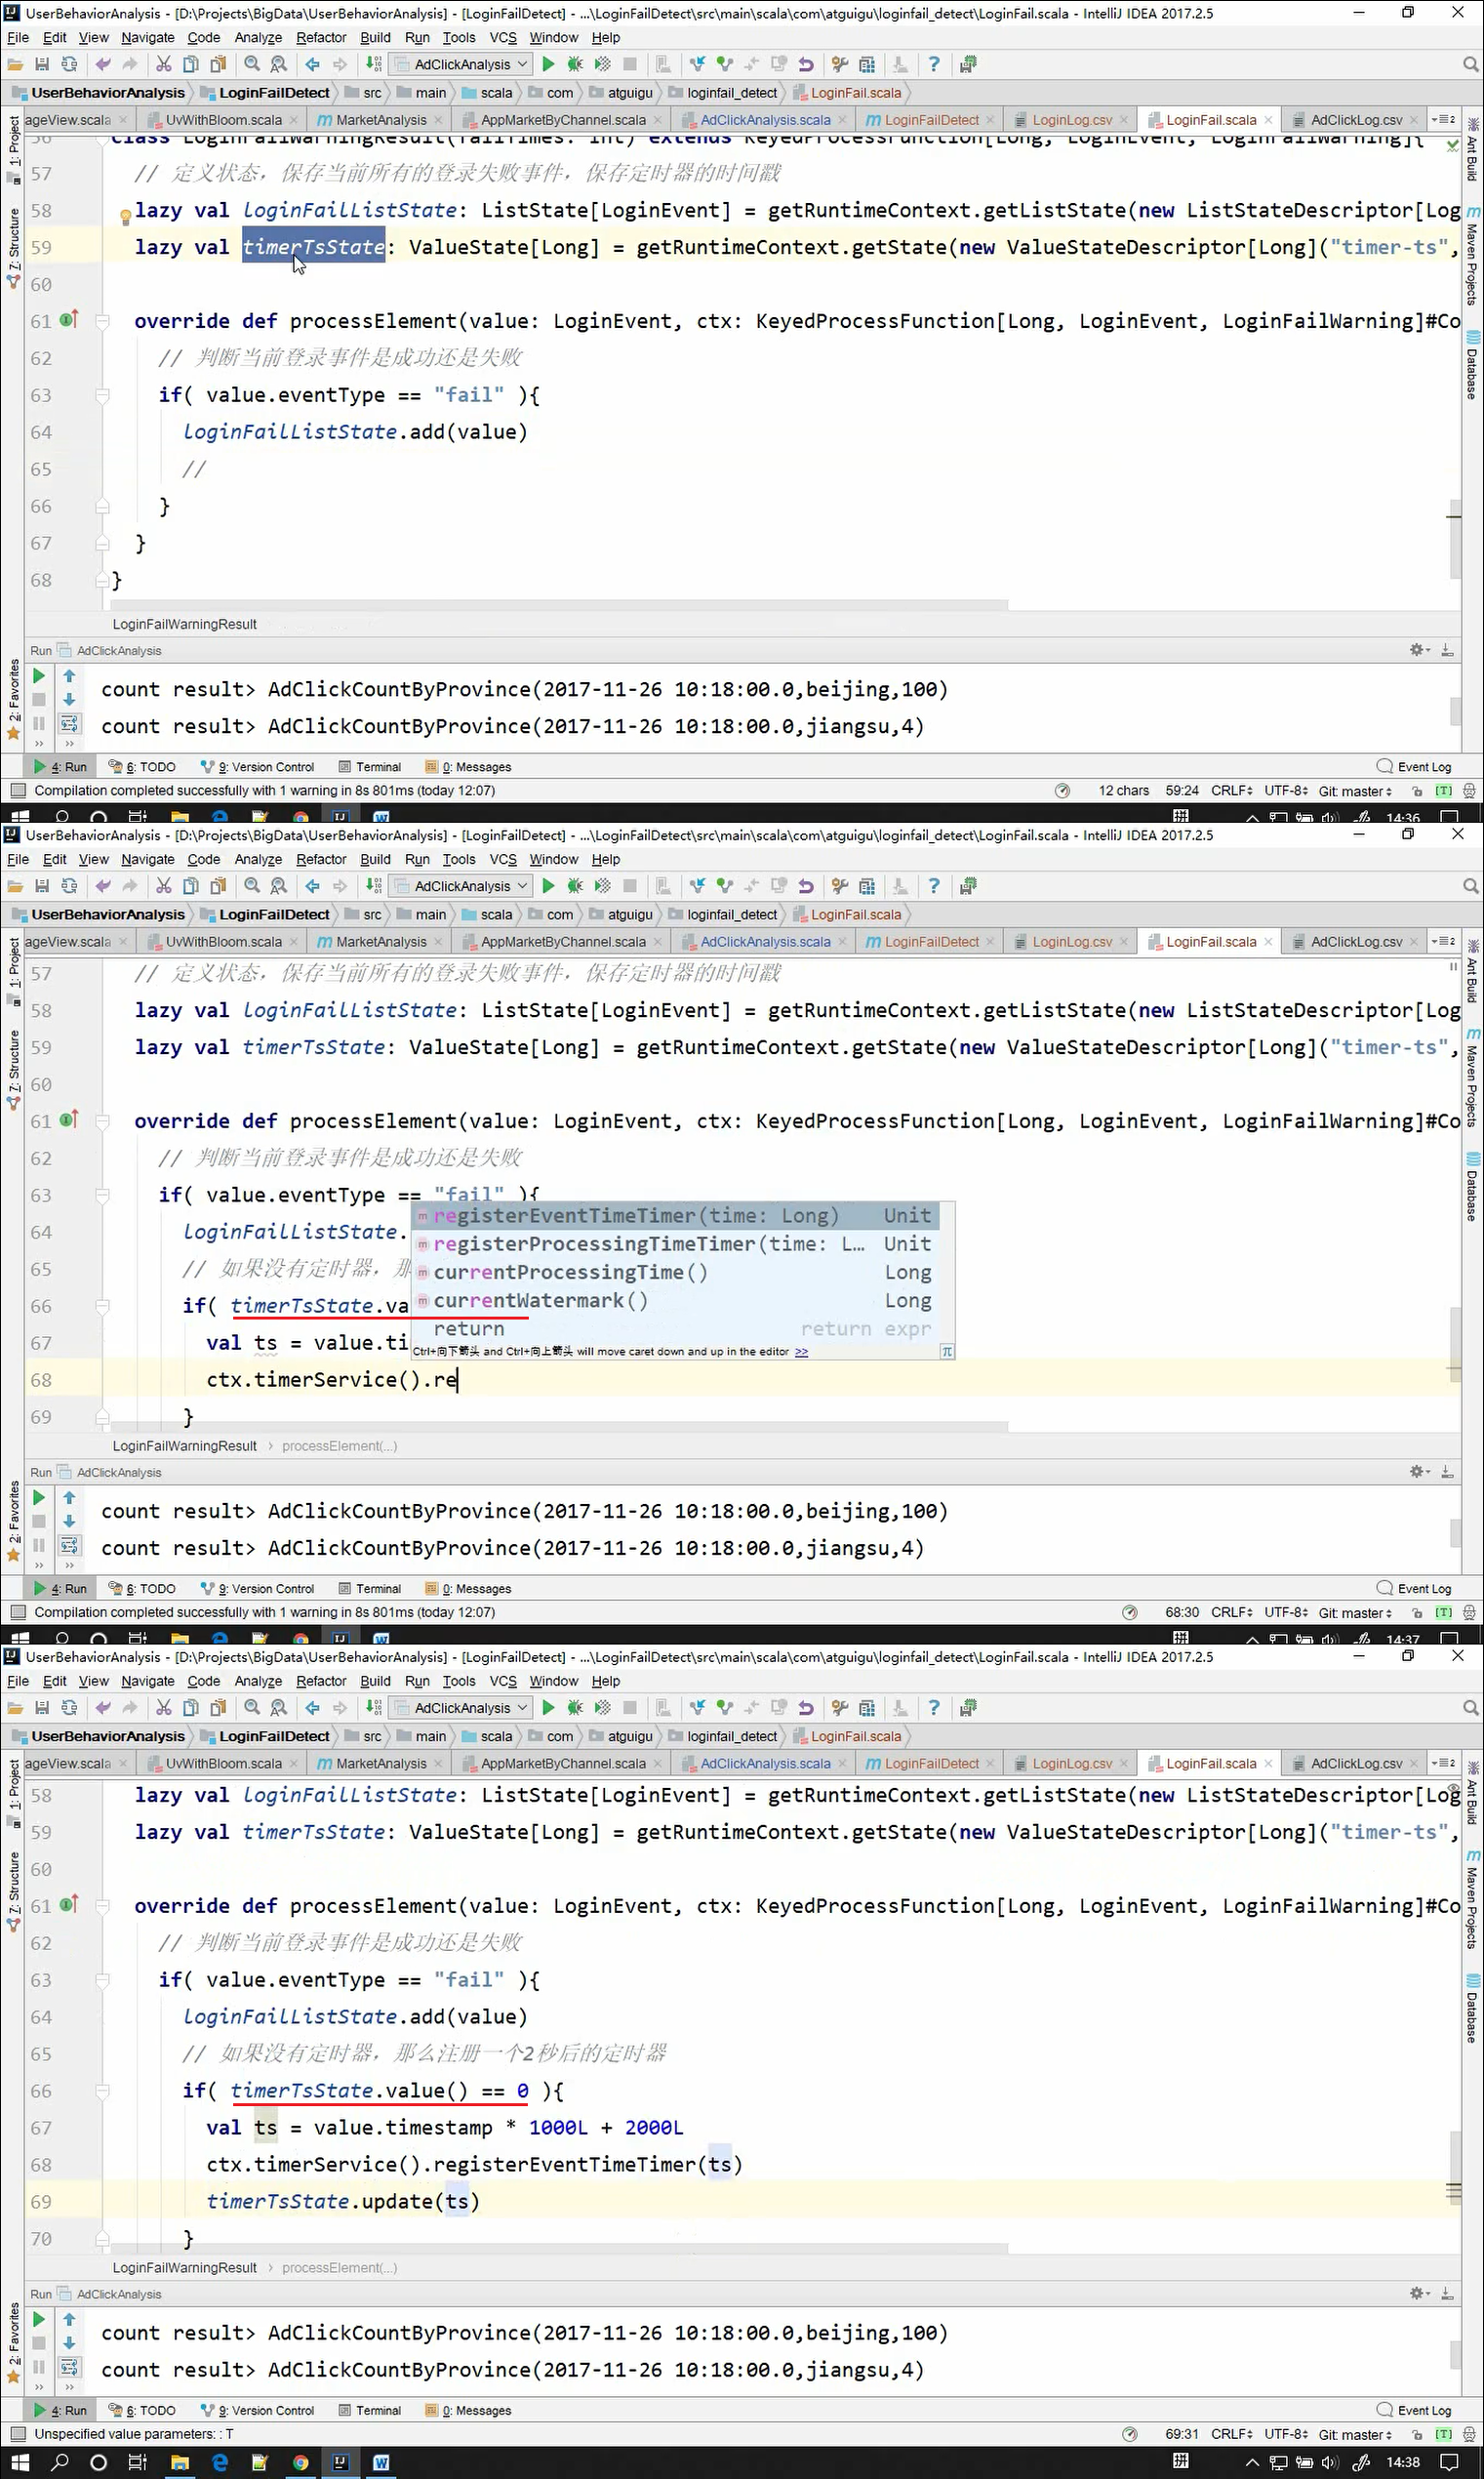 UserBehaviorAnalysis - [D:\Projects\BigData\UserBehaviorAnalysis] - [LoginFailDetect] - ...\LoginFailDetect\src\main\scala\com\atguigu\loginfail_detect\LoginFail.scala - IntelliJ IDEA 2017.2.5
File Edit View Navigate Code Analyze Refactor Build Run Tools VCS Window Help
AdClickAnalysis
UserBehaviorAnalysis LoginFailDetect src main scala com atguigu loginfail_detect LoginFail.scala
ageView.scala UvWithBloom.scala MarketAnalysis AppMarketByChannel.scala AdClickAnalysis.scala LoginFailDetect LoginLog.csv LoginFail.scala AdClickLog.csv
1: Project
7: Structure
2: Favorites
Ant Build
Maven Projects
Database
56 class LoginFailWarningResult(failTimes: Int) extends KeyedProcessFunction[Long, LoginEvent, LoginFailWarning]{
57 // 定义状态，保存当前所有的登录失败事件，保存定时器的时间戳
58 lazy val loginFailListState: ListState[LoginEvent] = getRuntimeContext.getListState(new ListStateDescriptor[Log
59 lazy val timerTsState: ValueState[Long] = getRuntimeContext.getState(new ValueStateDescriptor[Long]("timer-ts",
60
61 override def processElement(value: LoginEvent, ctx: KeyedProcessFunction[Long, LoginEvent, LoginFailWarning]#Co
62 // 判断当前登录事件是成功还是失败
63 if( value.eventType == "fail" ){
64 loginFailListState.add(value)
65 //
66 }
67 }
68 }
LoginFailWarningResult
Run AdClickAnalysis
count result> AdClickCountByProvince(2017-11-26 10:18:00.0,beijing,100)
count result> AdClickCountByProvince(2017-11-26 10:18:00.0,jiangsu,4)
4: Run 6: TODO 9: Version Control Terminal 0: Messages Event Log
Compilation completed successfully with 1 warning in 8s 801ms (today 12:07) 12 chars 59:24 CRLF UTF-8 Git: master [T]
14:36
UserBehaviorAnalysis - [D:\Projects\BigData\UserBehaviorAnalysis] - [LoginFailDetect] - ...\LoginFailDetect\src\main\scala\com\atguigu\loginfail_detect\LoginFail.scala - IntelliJ IDEA 2017.2.5
File Edit View Navigate Code Analyze Refactor Build Run Tools VCS Window Help
AdClickAnalysis
UserBehaviorAnalysis LoginFailDetect src main scala com atguigu loginfail_detect LoginFail.scala
ageView.scala UvWithBloom.scala MarketAnalysis AppMarketByChannel.scala AdClickAnalysis.scala LoginFailDetect LoginLog.csv LoginFail.scala AdClickLog.csv
1: Project
7: Structure
2: Favorites
Ant Build
Maven Projects
Database
57 // 定义状态，保存当前所有的登录失败事件，保存定时器的时间戳
58 lazy val loginFailListState: ListState[LoginEvent] = getRuntimeContext.getListState(new ListStateDescriptor[Log
59 lazy val timerTsState: ValueState[Long] = getRuntimeContext.getState(new ValueStateDescriptor[Long]("timer-ts",
60
61 override def processElement(value: LoginEvent, ctx: KeyedProcessFunction[Long, LoginEvent, LoginFailWarning]#Co
62 // 判断当前登录事件是成功还是失败
63 if( value.eventType == "fail" ){
64 loginFailListState.
65 // 如果没有定时器，那
66 if( timerTsState.va
67 val ts = value.ti
68 ctx.timerService().re
69 }
registerEventTimeTimer(time: Long) Unit
registerProcessingTimeTimer(time: L... Unit
currentProcessingTime() Long
currentWatermark() Long
return return expr
Ctrl+向下箭头 and Ctrl+向上箭头 will move caret down and up in the editor >> π
LoginFailWarningResult › processElement(...)
Run AdClickAnalysis
count result> AdClickCountByProvince(2017-11-26 10:18:00.0,beijing,100)
count result> AdClickCountByProvince(2017-11-26 10:18:00.0,jiangsu,4)
4: Run 6: TODO 9: Version Control Terminal 0: Messages Event Log
Compilation completed successfully with 1 warning in 8s 801ms (today 12:07) 68:30 CRLF UTF-8 Git: master [T]
14:37
UserBehaviorAnalysis - [D:\Projects\BigData\UserBehaviorAnalysis] - [LoginFailDetect] - ...\LoginFailDetect\src\main\scala\com\atguigu\loginfail_detect\LoginFail.scala - IntelliJ IDEA 2017.2.5
File Edit View Navigate Code Analyze Refactor Build Run Tools VCS Window Help
AdClickAnalysis
UserBehaviorAnalysis LoginFailDetect src main scala com atguigu loginfail_detect LoginFail.scala
ageView.scala UvWithBloom.scala MarketAnalysis AppMarketByChannel.scala AdClickAnalysis.scala LoginFailDetect LoginLog.csv LoginFail.scala AdClickLog.csv
1: Project
7: Structure
2: Favorites
Ant Build
Maven Projects
Database
58 lazy val loginFailListState: ListState[LoginEvent] = getRuntimeContext.getListState(new ListStateDescriptor[Log
59 lazy val timerTsState: ValueState[Long] = getRuntimeContext.getState(new ValueStateDescriptor[Long]("timer-ts",
60
61 override def processElement(value: LoginEvent, ctx: KeyedProcessFunction[Long, LoginEvent, LoginFailWarning]#Co
62 // 判断当前登录事件是成功还是失败
63 if( value.eventType == "fail" ){
64 loginFailListState.add(value)
65 // 如果没有定时器，那么注册一个2秒后的定时器
66 if( timerTsState.value() == 0 ){
67 val ts = value.timestamp * 1000L + 2000L
68 ctx.timerService().registerEventTimeTimer(ts)
69 timerTsState.update(ts)
70 }
LoginFailWarningResult › processElement(...)
Run AdClickAnalysis
count result> AdClickCountByProvince(2017-11-26 10:18:00.0,beijing,100)
count result> AdClickCountByProvince(2017-11-26 10:18:00.0,jiangsu,4)
4: Run 6: TODO 9: Version Control Terminal 0: Messages Event Log
Unspecified value parameters: : T 69:31 CRLF UTF-8 Git: master [T]
拼 14:38